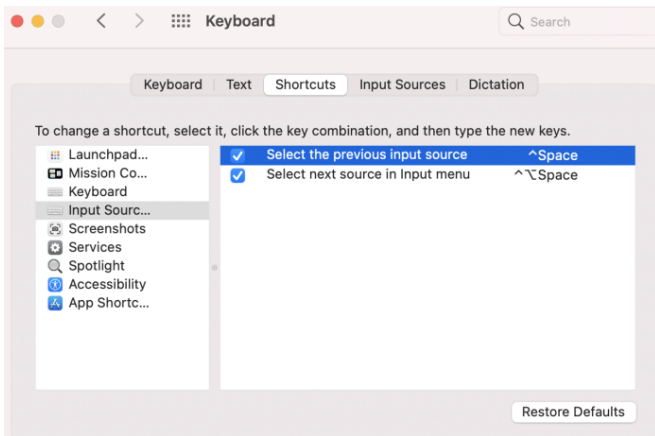 Keyboard
Search
Keyboard Text Shortcuts Input Sources Dictation
To change a shortcut, select it, click the key combination, and then type the new keys.
Launchpad...
Mission Co...
Keyboard
Input Sourc...
Screenshots
Services
Spotlight
Accessibility
App Shortc...
Select the previous input source ^Space
Select next source in Input menu ^⌥Space
Restore Defaults